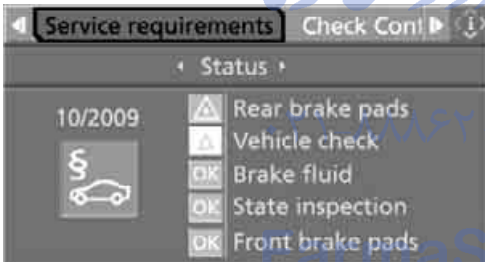 Service requirements Check Cont
Status
10/2009
Rear brake pads
Vehicle check
§
OK Brake fluid
OK State inspection
OK Front brake pads